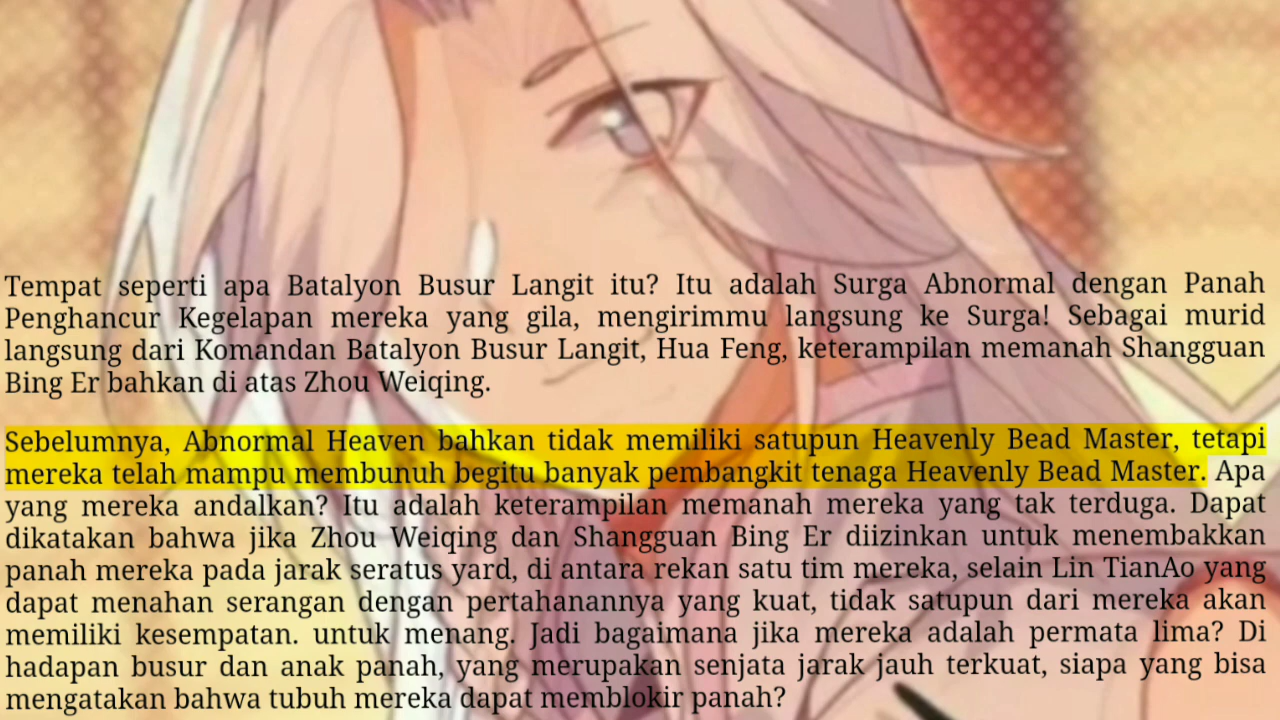 Tempat seperti apa Batalyon Busur Langit itu? Itu adalah Surga Abnormal dengan Panah
Penghancur Kegelapan mereka yang gila, mengirimmu langsung ke Surga! Sebagai murid
langsung dari Komandan Batalyon Busur Langit, Hua Feng, keterampilan memanah Shangguan
Bing Er bahkan di atas Zhou Weiqing.
Sebelumnya, Abnormal Heaven bahkan tidak memiliki satupun Heavenly Bead Master, tetapi
mereka telah mampu membunuh begitu banyak pembangkit tenaga Heavenly Bead Master. Apa
yang mereka andalkan? Itu adalah keterampilan memanah mereka yang tak terduga. Dapat
dikatakan bahwa jika Zhou Weiqing dan Shangguan Bing Er diizinkan untuk menembakkan
panah mereka pada jarak seratus yard, di antara rekan satu tim mereka, selain Lin TianAo yang
dapat menahan serangan dengan pertahanannya yang kuat, tidak satupun dari mereka akan
memiliki kesempatan. untuk menang. Jadi bagaimana jika mereka adalah permata lima? Di
hadapan busur dan anak panah, yang merupakan senjata jarak jauh terkuat, siapa yang bisa
mengatakan bahwa tubuh mereka dapat memblokir panah?